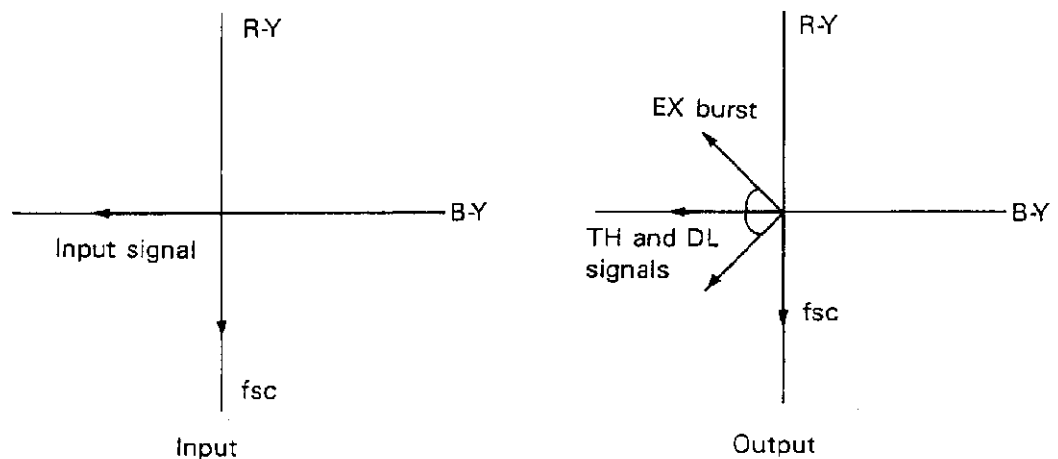 R-Y
B-Y
Input signal
fsc
Input
R-Y
EX burst
B-Y
TH and DL
signals
fsc
Output